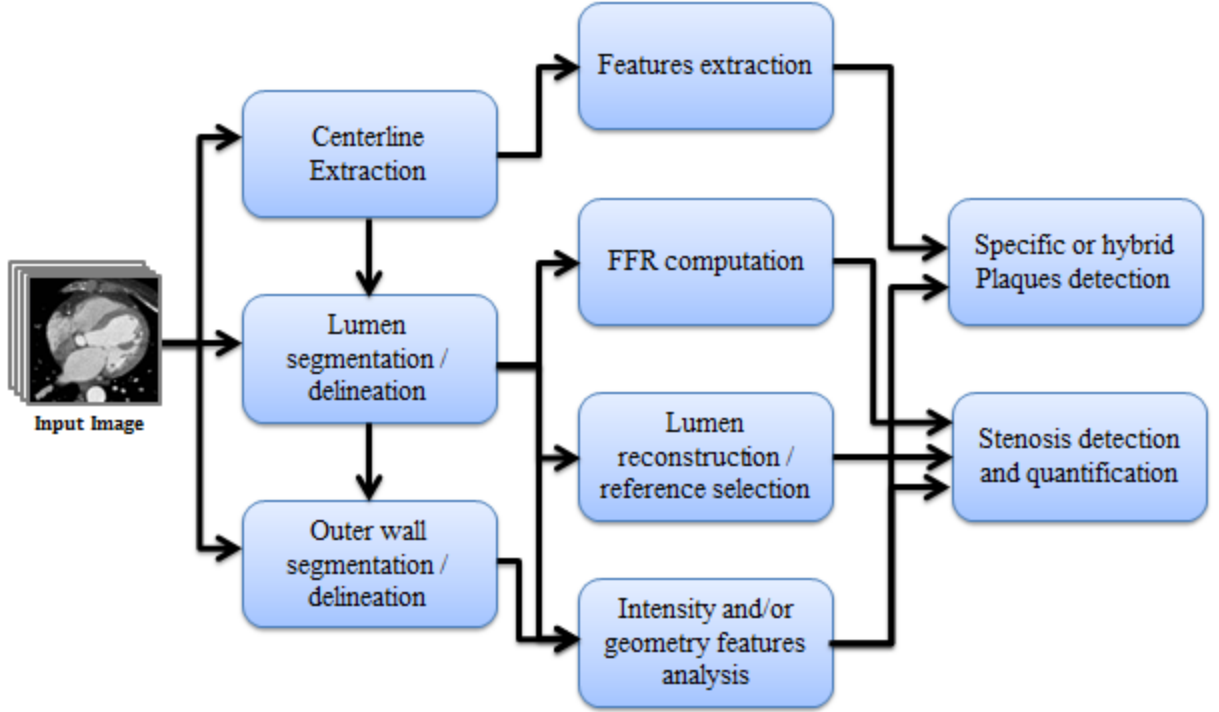 Features extraction
Centerline
Extraction
FFR computation
Specific or hybrid
Plaques detection
Lumen
segmentation /
delineation
Input Image
Lumen
reconstruction /
reference selection
Stenosis detection
and quantification
Outer wall
segmentation /
delineation
Intensity and/or
geometry features
analysis